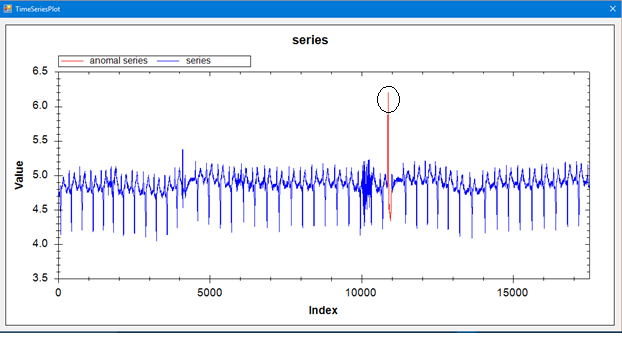 TimeSeriesPlot
series
anomal series series
6.5
6.0
5.5
5.0
4.5
4.0
3.5
Value
0 5000 10000 15000
Index